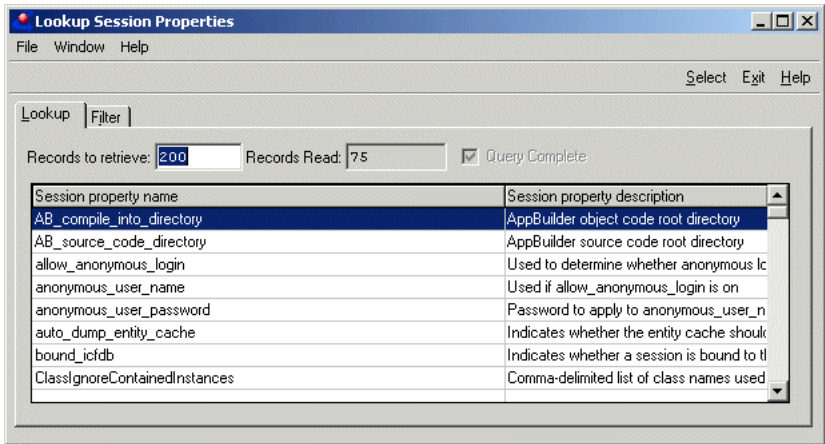 Lookup Session Properties
File Window Help
Select Exit Help
Lookup Filter
Records to retrieve: 200 Records Read: 75 Query Complete
Session property name Session property description
AB_compile_into_directory AppBuilder object code root directory
AB_source_code_directory AppBuilder source code root directory
allow_anonymous_login Used to determine whether anonymous lo
anonymous_user_name Used if allow_anonymous_login is on
anonymous_user_password Password to apply to anonymous_user_n
auto_dump_entity_cache Indicates whether the entity cache should
bound_icfdb Indicates whether a session is bound to th
ClassIgnoreContainedInstances Comma-delimited list of class names used